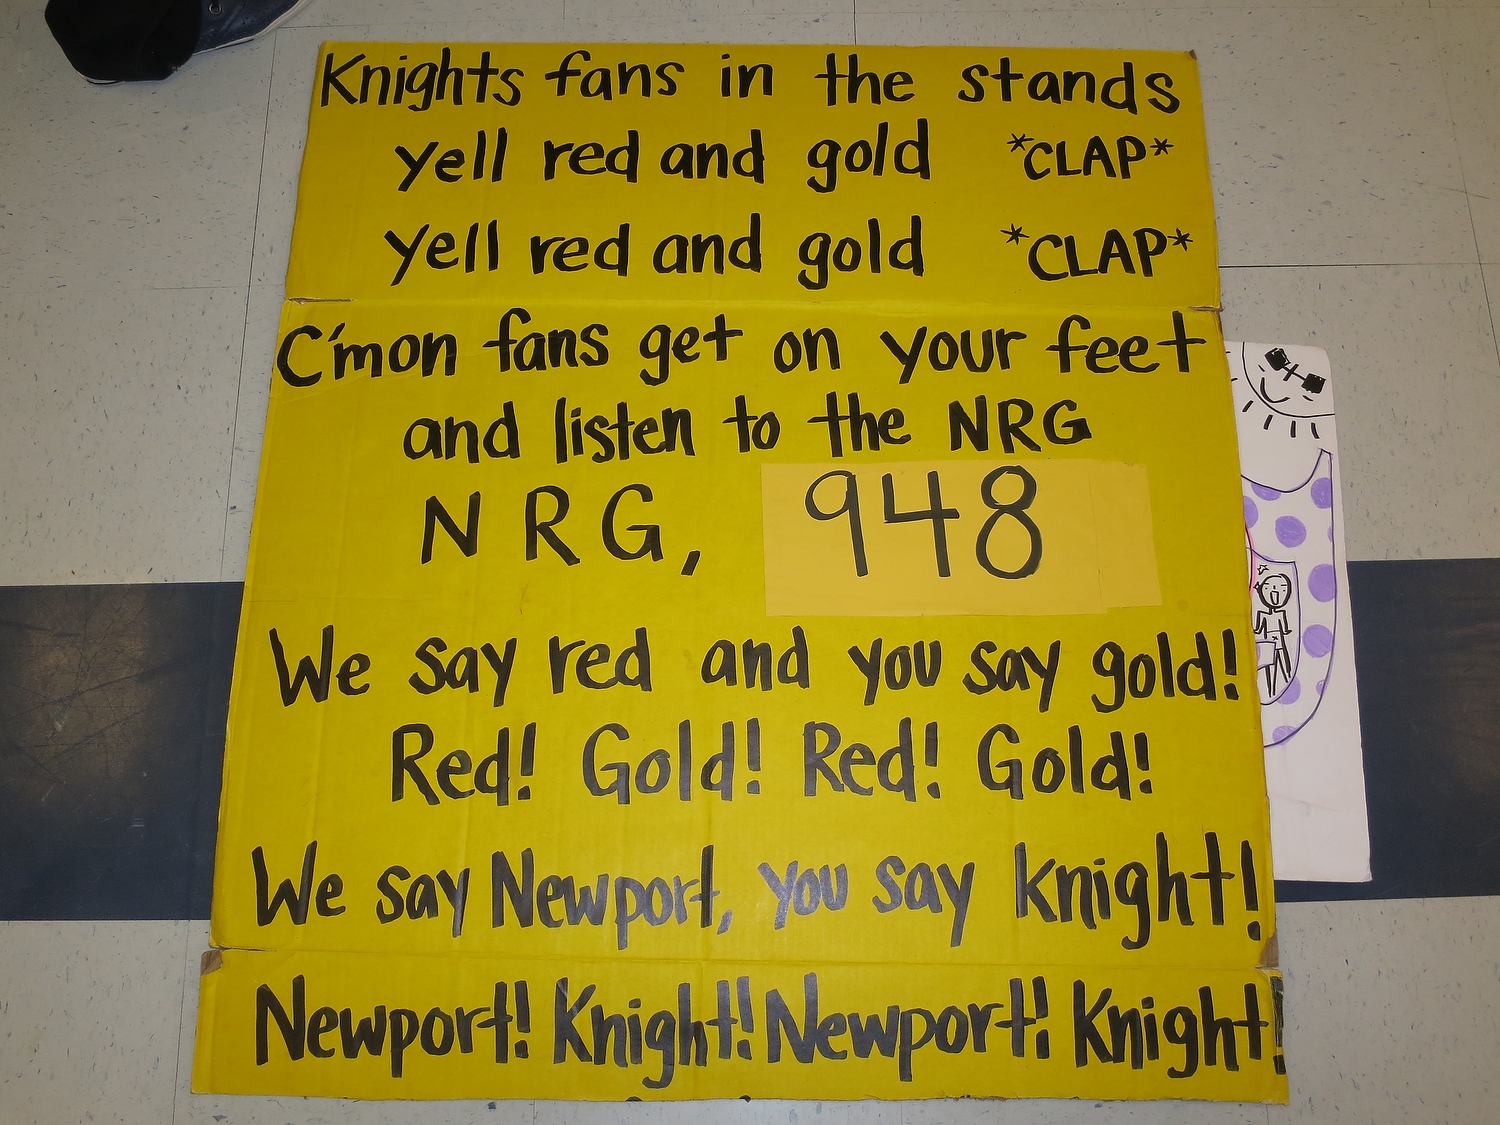 Knights fans in the stands
yell red and gold *CLAP*
yell red and gold *CLAP*
C'mon fans get on your feet
and listen to the NRG
NRG, 948
We say red and you say gold!
Red! Gold! Red! Gold!
We say Newport, you say Knight!
Newport! Knight! Newport! Knight!